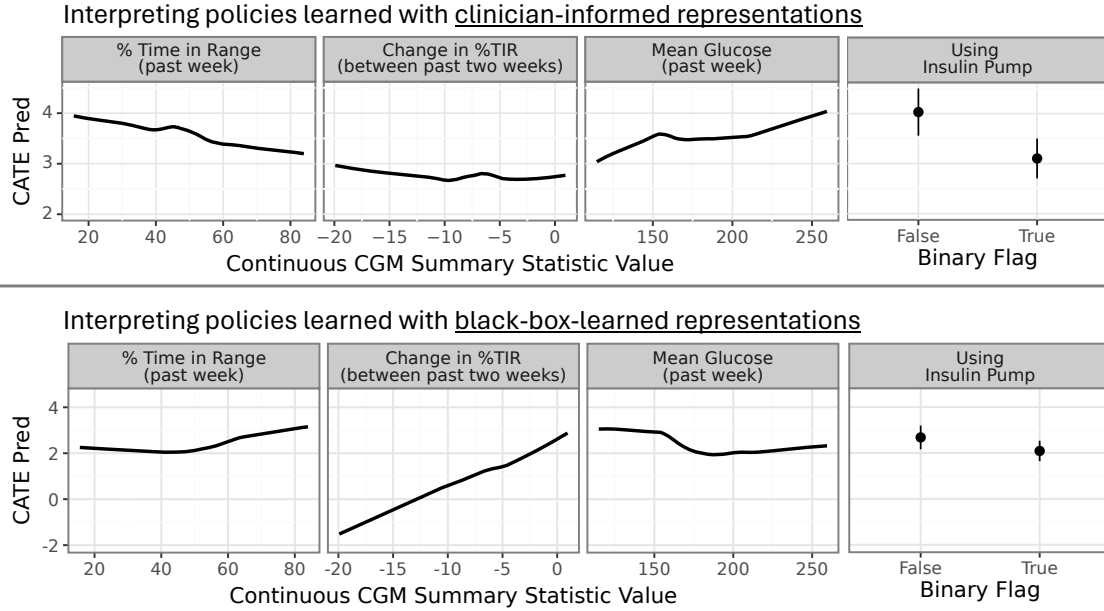 Interpreting policies learned with clinician-informed representations
% Time in Range
(past week)
Change in %TIR
(between past two weeks)
Mean Glucose
(past week)
Using
Insulin Pump
CATE Pred
4
3
2
20 40 60 80
−20 −15 −10 −5 0
150 200 250
False True
Continuous CGM Summary Statistic Value
Binary Flag
Interpreting policies learned with black-box-learned representations
% Time in Range
(past week)
Change in %TIR
(between past two weeks)
Mean Glucose
(past week)
Using
Insulin Pump
CATE Pred
4
2
0
-2
20 40 60 80
-20 -15 -10 -5 0
150 200 250
False True
Continuous CGM Summary Statistic Value
Binary Flag